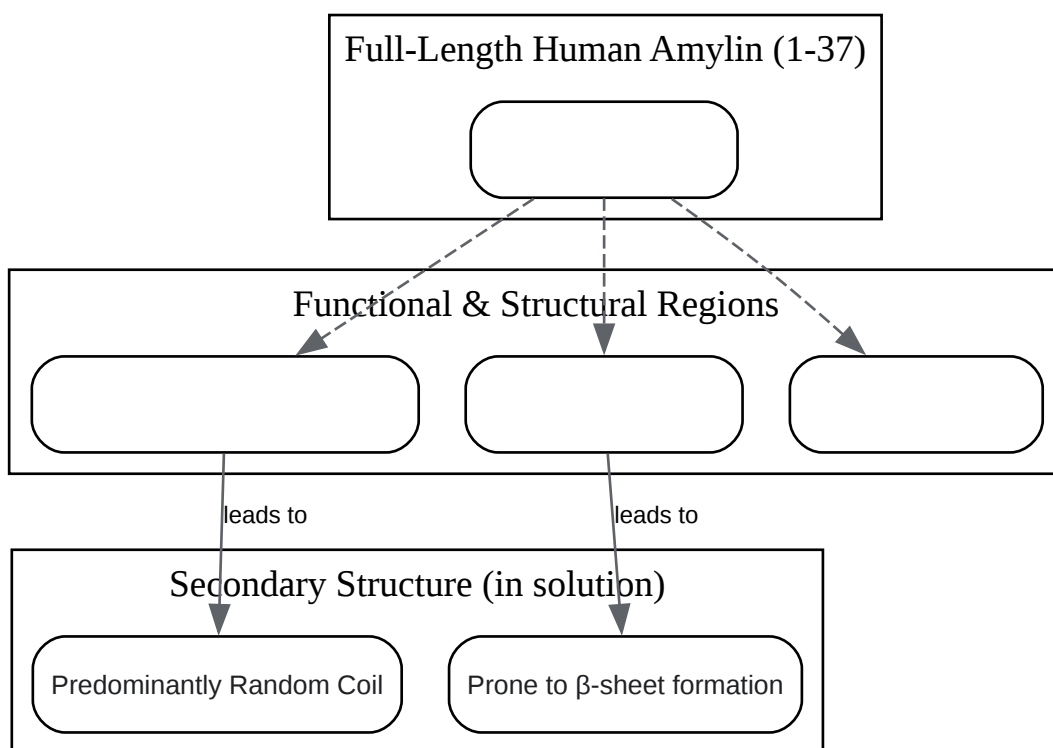 Full-Length Human Amylin (1-37)
Functional & Structural Regions
leads to
leads to
Secondary Structure (in solution)
Predominantly Random Coil
Prone to β-sheet formation